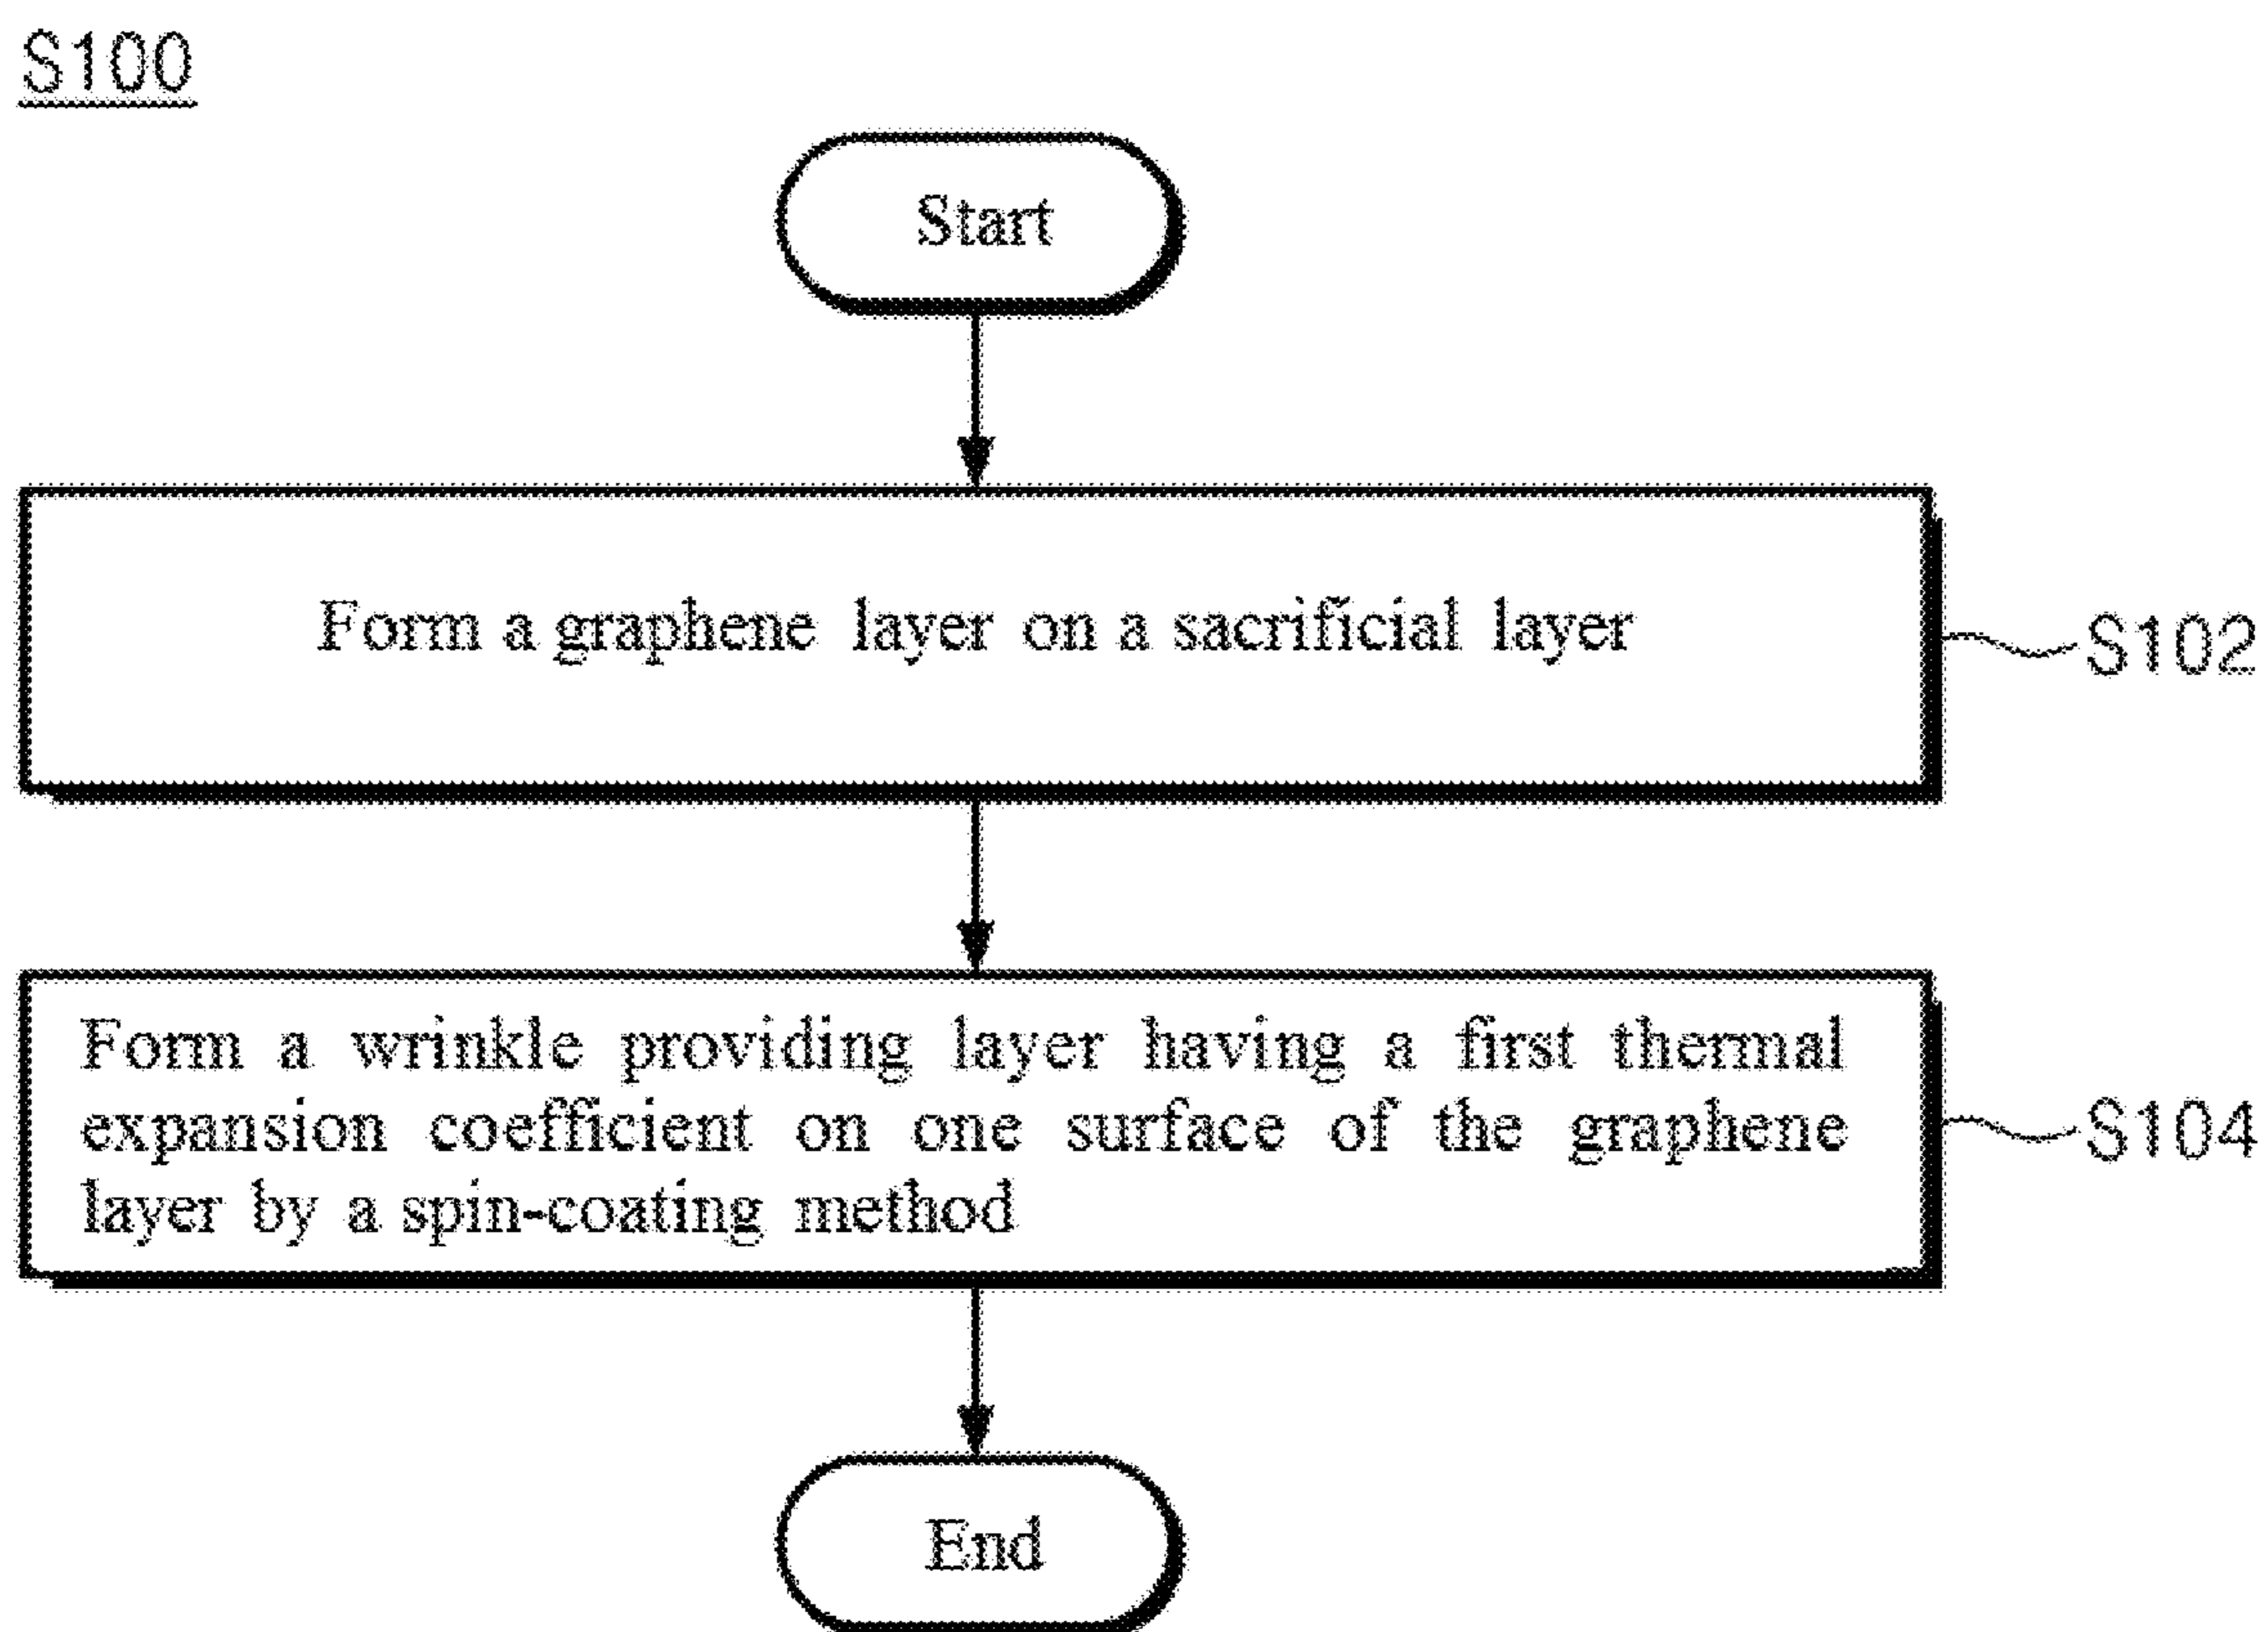 S100
Start
Form a graphene layer on a sacrificial layer
S102
Form a wrinkle providing layer having a first thermal
expansion coefficient on one surface of the graphene
layer by a spin-coating method
S104
End